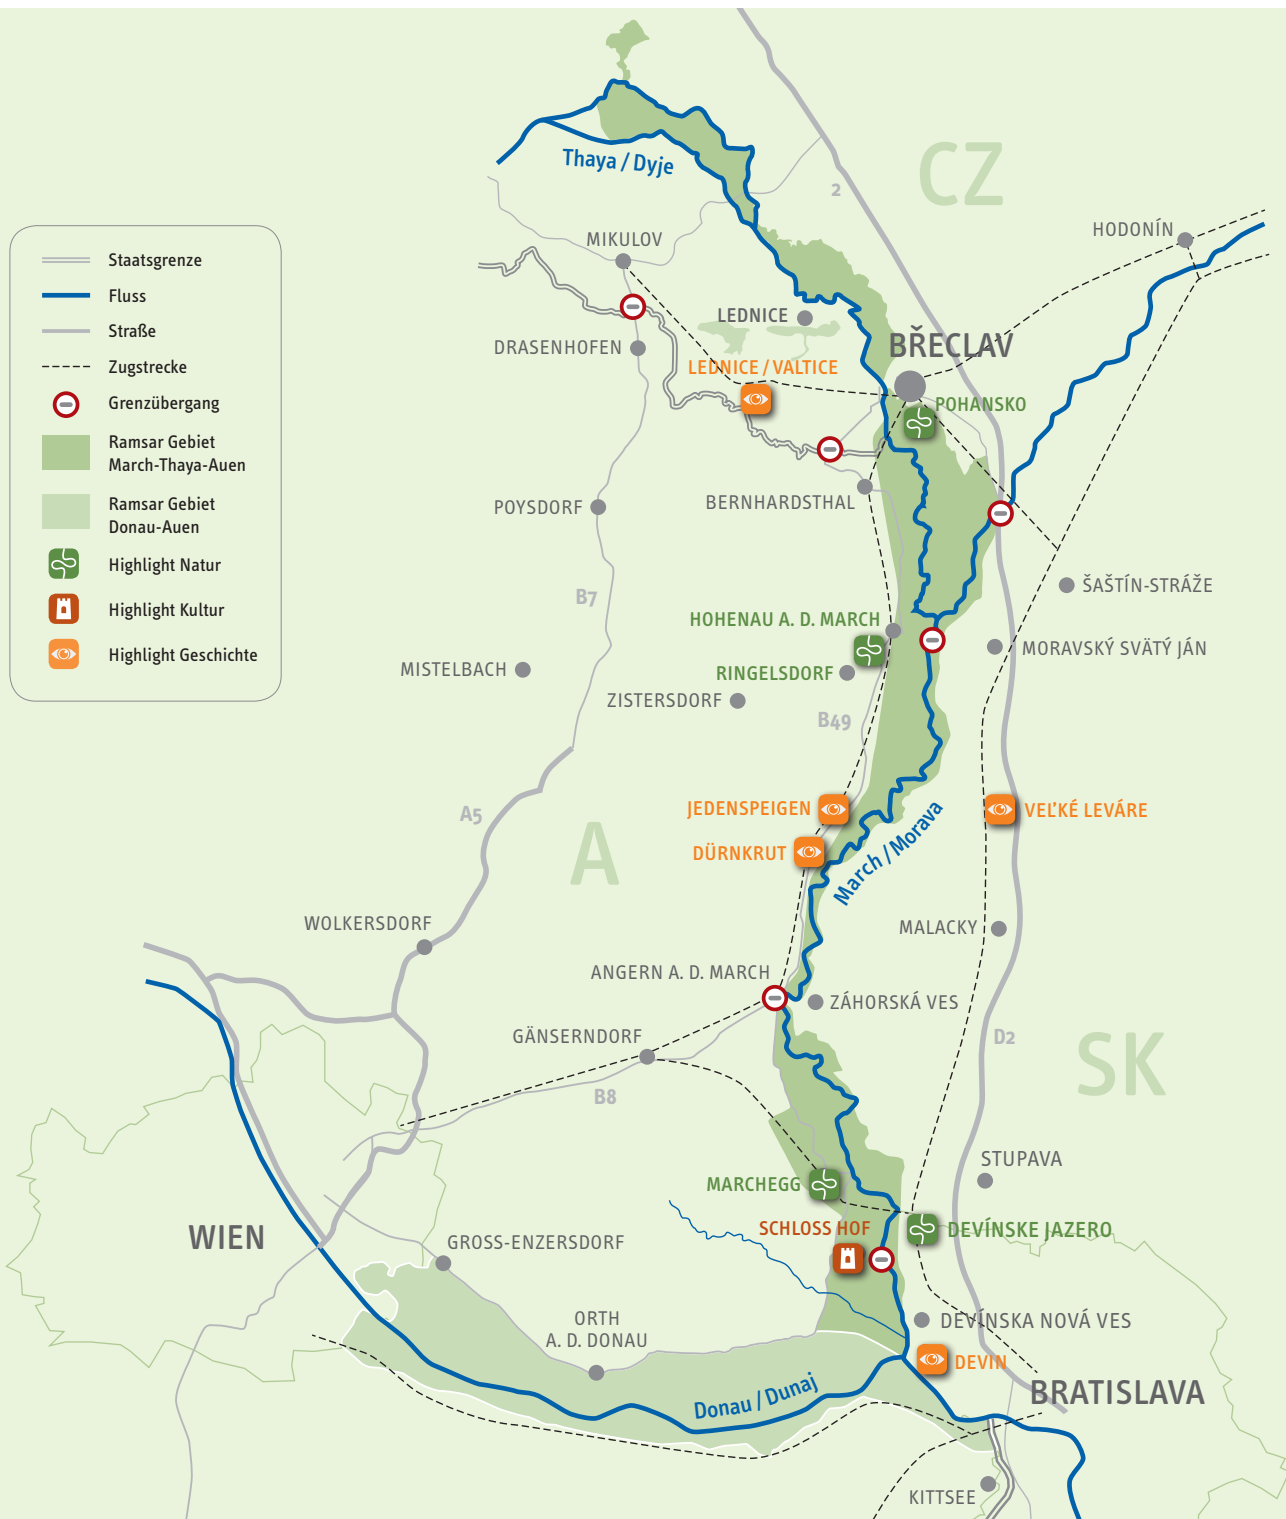 CZ
Thaya / Dyje
2
HODONÍN
MIKULOV
Staatsgrenze
Fluss
Straße
Zugstrecke
Grenzübergang
Ramsar Gebiet
March-Thaya-Auen
Ramsar Gebiet
Donau-Auen
Highlight Natur
Highlight Kultur
Highlight Geschichte
LEDNICE
DRASENHOFEN
BŘECLAV
LEDNICE / VALTICE
POHANSKO
BERNHARDSTHAL
POYSDORF
B7
ŠAŠTÍN-STRÁŽE
HOHENAU A. D. MARCH
MORAVSKÝ SVÄTÝ JÁN
MISTELBACH
RINGELSDORF
ZISTERSDORF
B49
JEDENSPEIGEN
VEĽKÉ LEVÁRE
A5
A
DÜRNKRUT
March / Morava
WOLKERSDORF
MALACKY
ANGERN A. D. MARCH
ZÁHORSKÁ VES
GÄNSERNDORF
D2
SK
B8
STUPAVA
MARCHEGG
SCHLOSS HOF
DEVÍNSKE JAZERO
WIEN
GROSS-ENZERSDORF
ORTH
A. D. DONAU
DEVÍNSKA NOVÁ VES
DEVIN
Donau / Dunaj
BRATISLAVA
KITTSEE